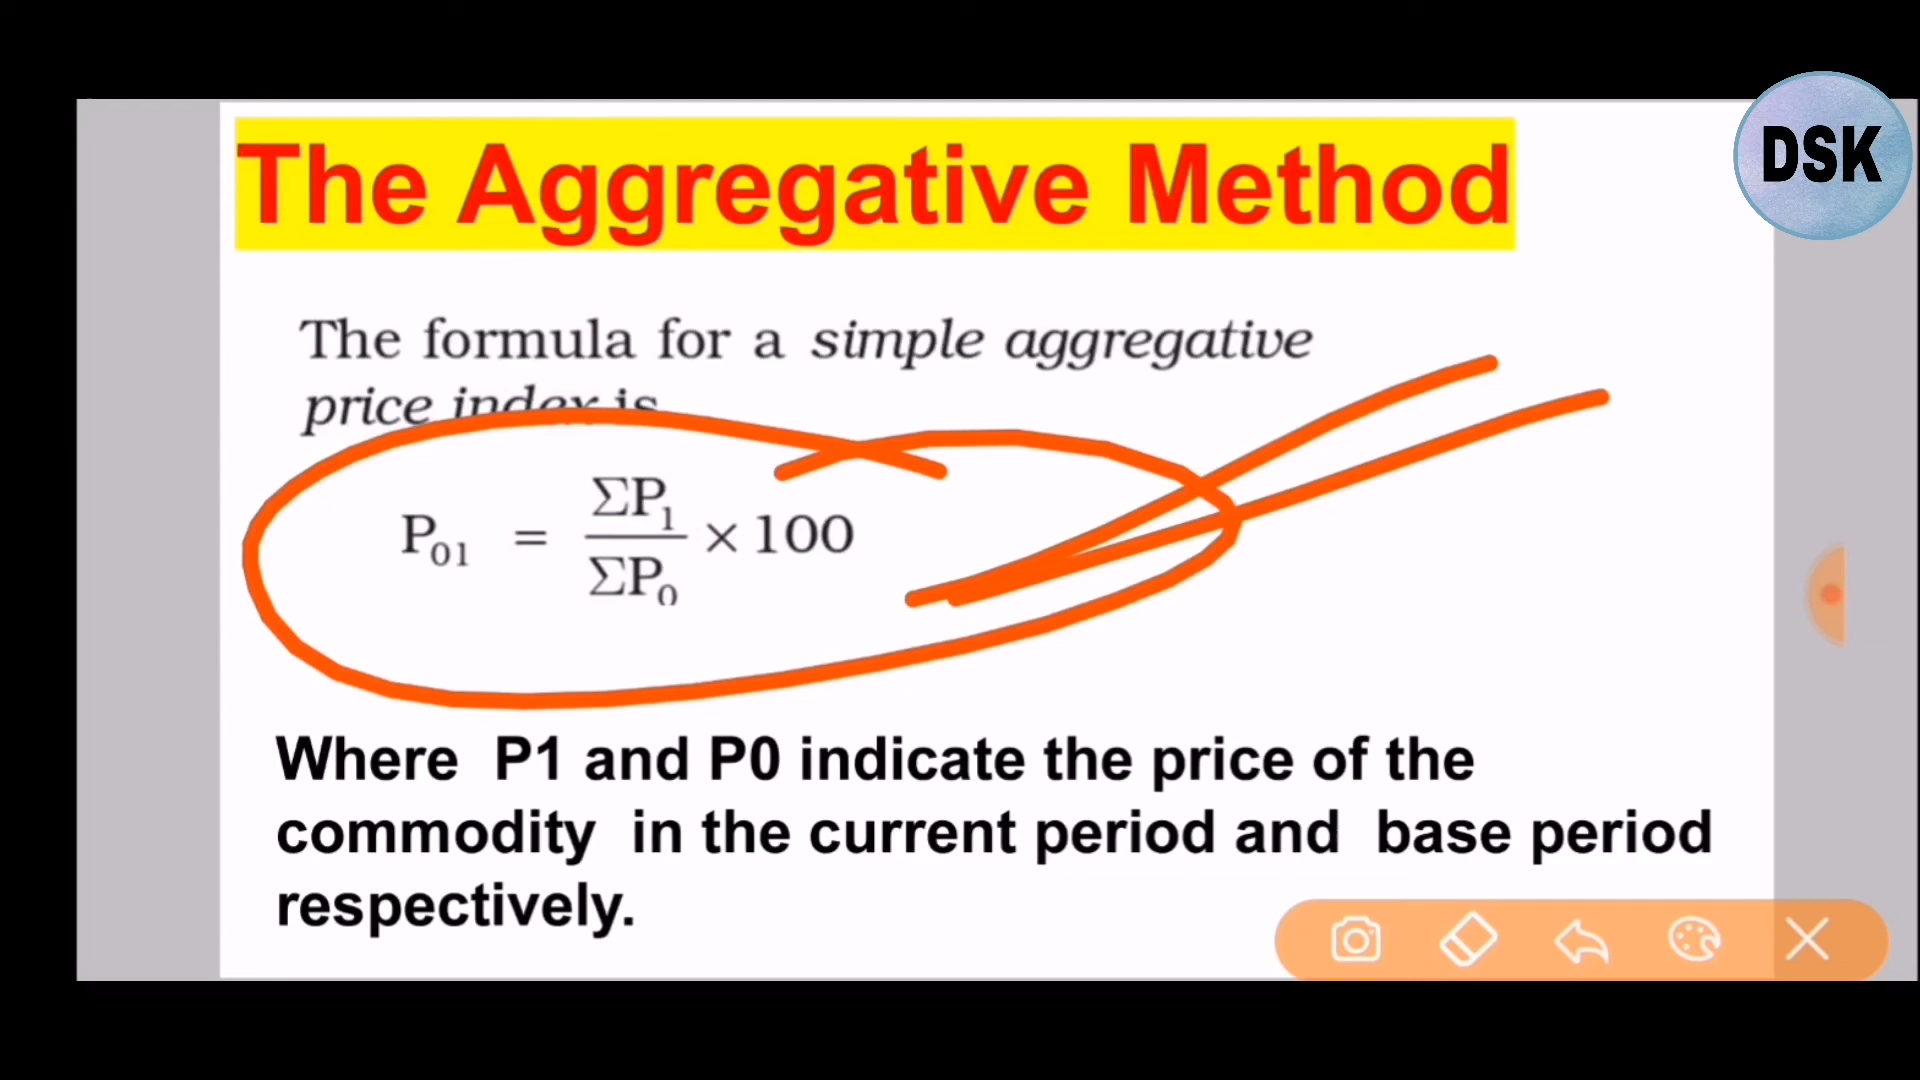 DSK
The Aggregative Method
The formula for a simple aggregative
price index is
P₀₁ = ΣP₁/ΣP₀ × 100
Where P1 and P0 indicate the price of the
commodity in the current period and base period
respectively.